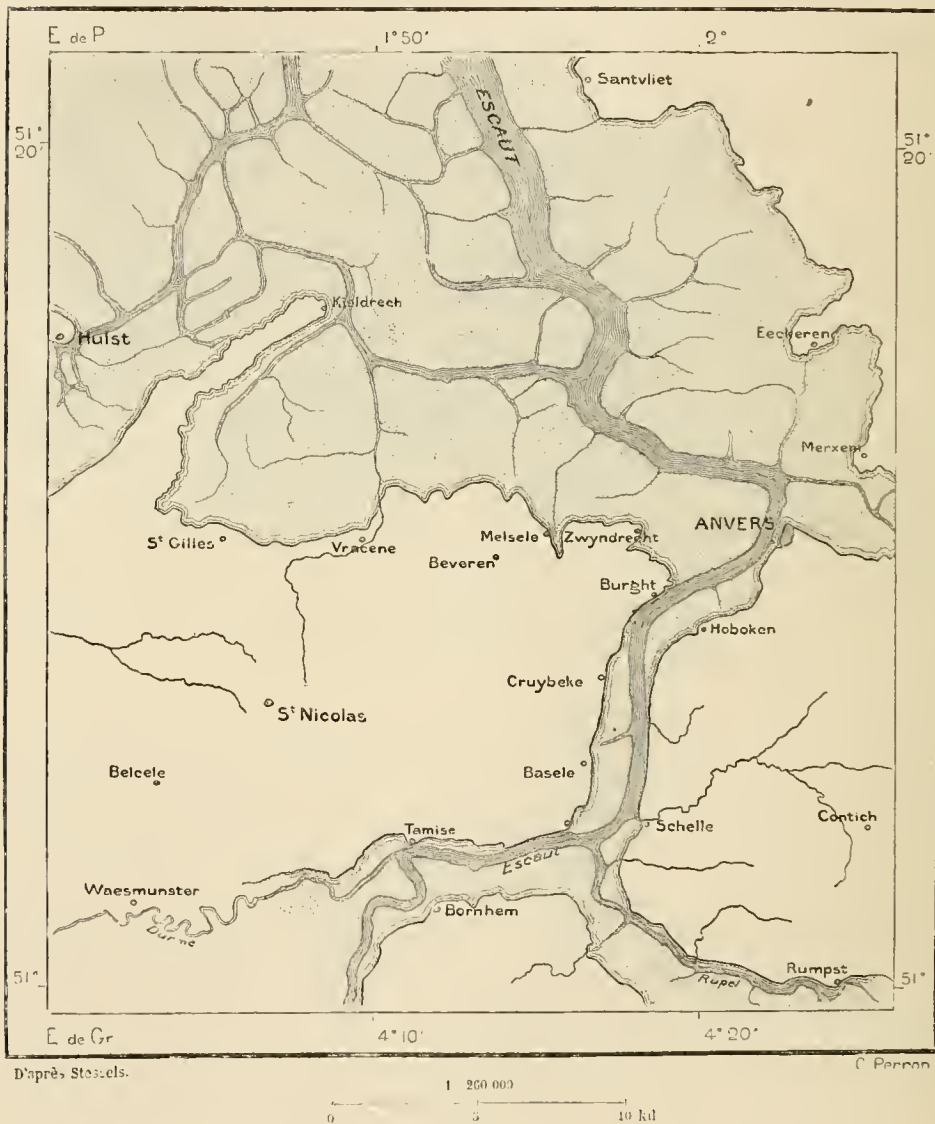 E de P
1°50'
2°
Santvliet
ESCAUT
51°
20'
51°
20'
Kieldrech
Hulst
Eeckeren
Merxem
ANVERS
St Gilles
Vracene
Melsele
Zwyndrecht
Beveren
Burght
Hoboken
Cruybeke
St Nicolas
Basele
Belcele
Tamise
Schelle
Contich
Escaut
Waesmunster
Durme
Bornhem
51°
51°
Rupel
Rumpst
E de Gr
4°10'
4°20'
D'après Stessels.
C. Perron
1 260 000
0 5 10 kil